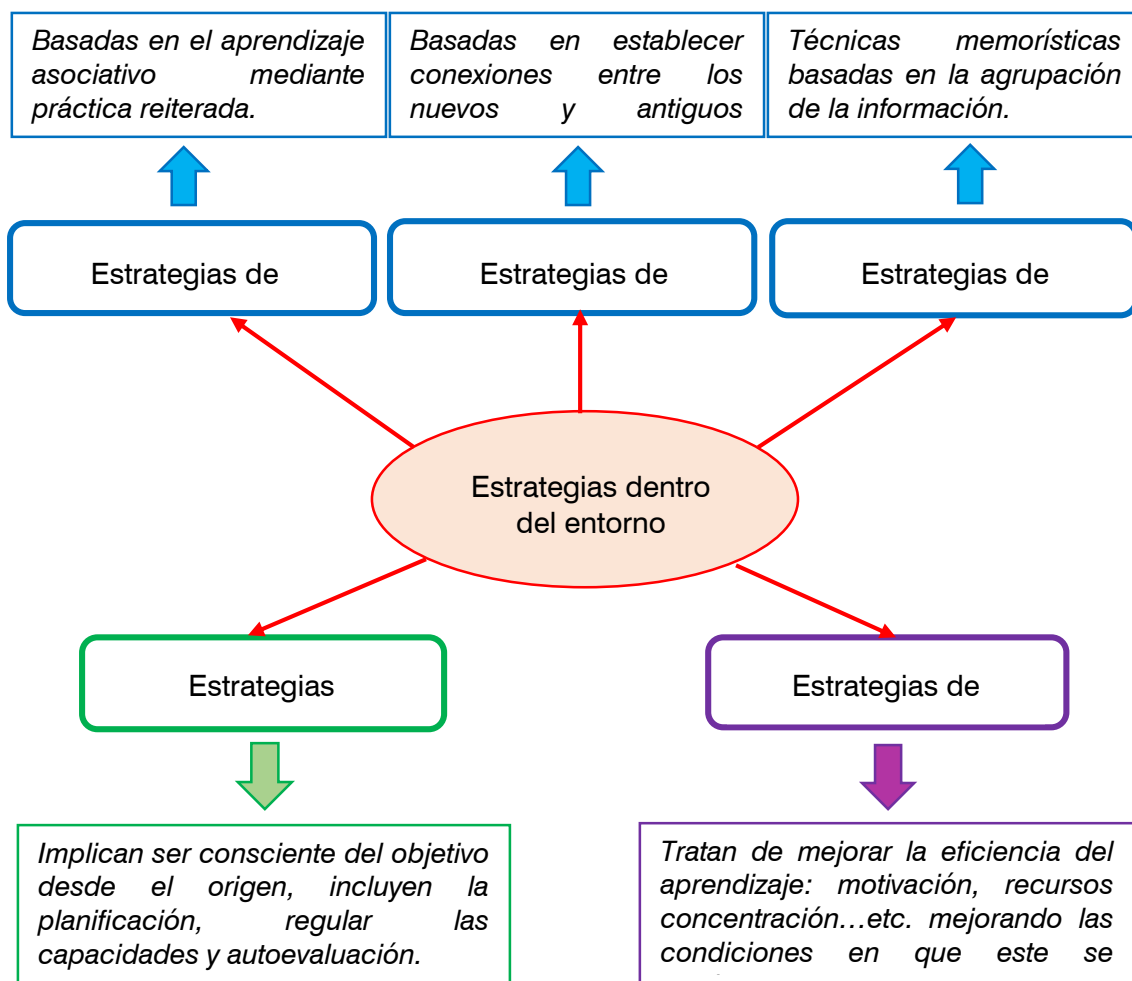 Basadas en el aprendizaje
asociativo mediante
práctica reiterada.
Basadas en establecer
conexiones entre los
nuevos y antiguos
Técnicas memorísticas
basadas en la agrupación
de la información.
Estrategias de
Estrategias de
Estrategias de
Estrategias dentro
del entorno
Estrategias
Estrategias de
Implican ser consciente del objetivo
desde el origen, incluyen la
planificación, regular las
capacidades y autoevaluación.
Tratan de mejorar la eficiencia del
aprendizaje: motivación, recursos
concentración...etc. mejorando las
condiciones en que este se